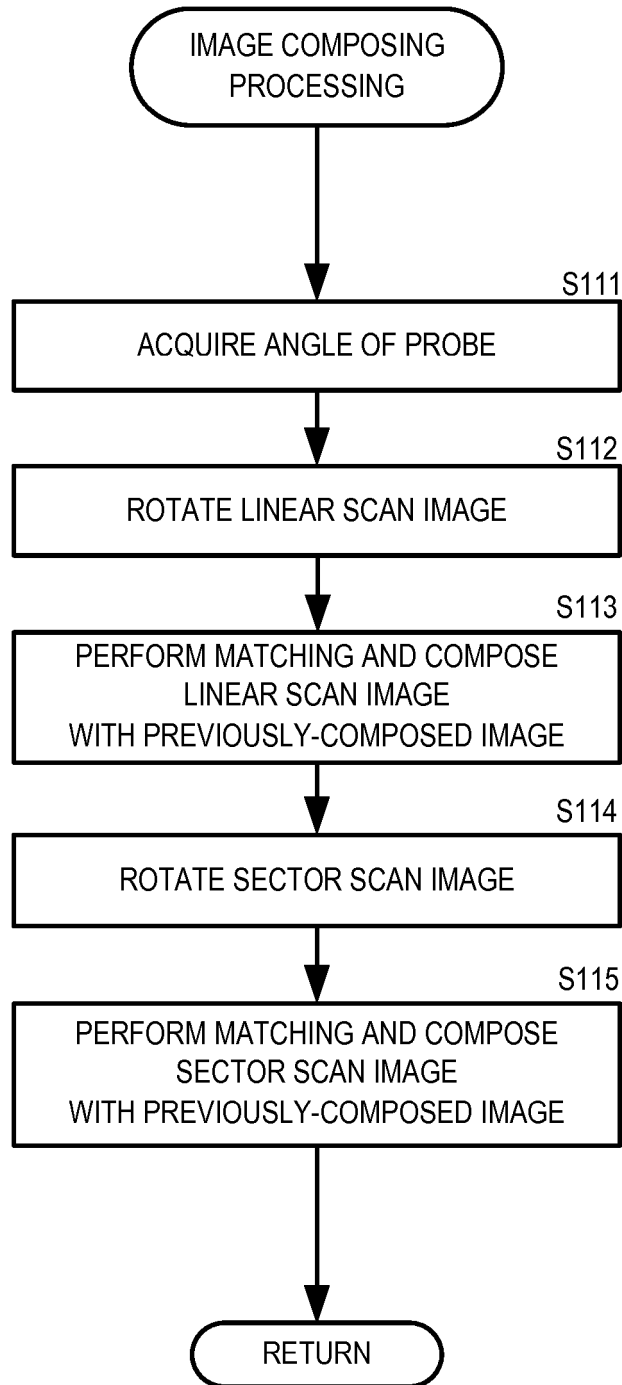 IMAGE COMPOSING
PROCESSING
S111
ACQUIRE ANGLE OF PROBE
S112
ROTATE LINEAR SCAN IMAGE
S113
PERFORM MATCHING AND COMPOSE
LINEAR SCAN IMAGE
WITH PREVIOUSLY-COMPOSED IMAGE
S114
ROTATE SECTOR SCAN IMAGE
S115
PERFORM MATCHING AND COMPOSE
SECTOR SCAN IMAGE
WITH PREVIOUSLY-COMPOSED IMAGE
RETURN